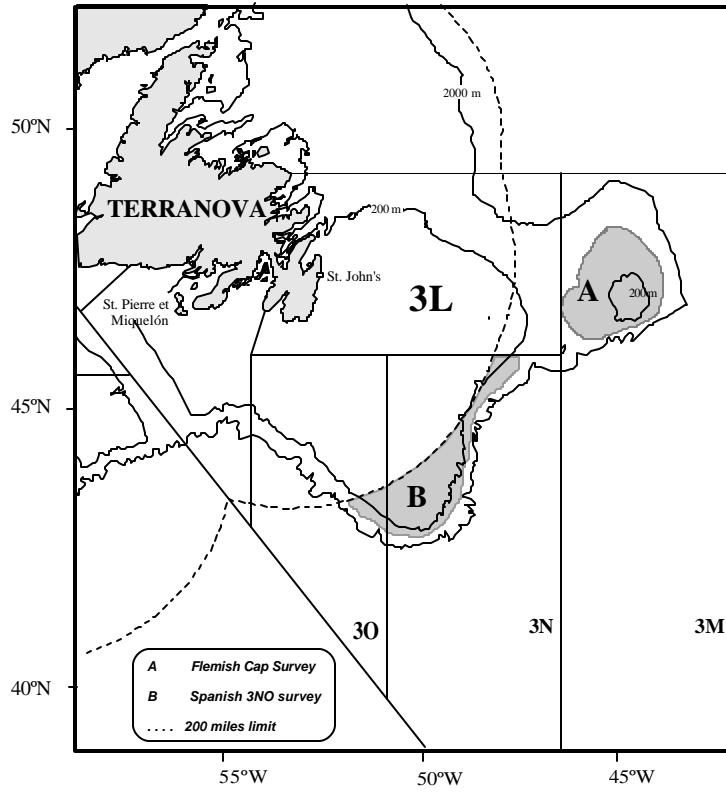 2000 m
50ºN
TERRANOVA
200 m
St. John's
A
200 m
3L
St. Pierre et
Miquelón
45ºN
B
3O
3N
3M
A Flemish Cap Survey
B Spanish 3NO survey
.... 200 miles limit
40ºN
55ºW
50ºW
45ºW